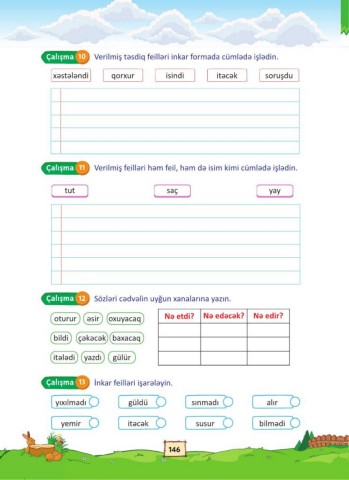 Çalışma 10 Verilmiş təsdiq feilləri inkar formada cümlədə işlədin.
xəstələndi qorxur isindi itəcək soruşdu
Çalışma 11 Verilmiş feilləri həm feil, həm də isim kimi cümlədə işlədin.
tut saç yay
Çalışma 12 Sözləri cədvəlin uyğun xanalarına yazın.
oturur əsir oxuyacaq
bildi çəkəcək baxacaq
itələdi yazdı gülür
Nə etdi? Nə edəcək? Nə edir?
Çalışma 13 İnkar feilləri işarələyin.
yıxılmadı güldü sınmadı alır
yemir itəcək susur bilmədi
146